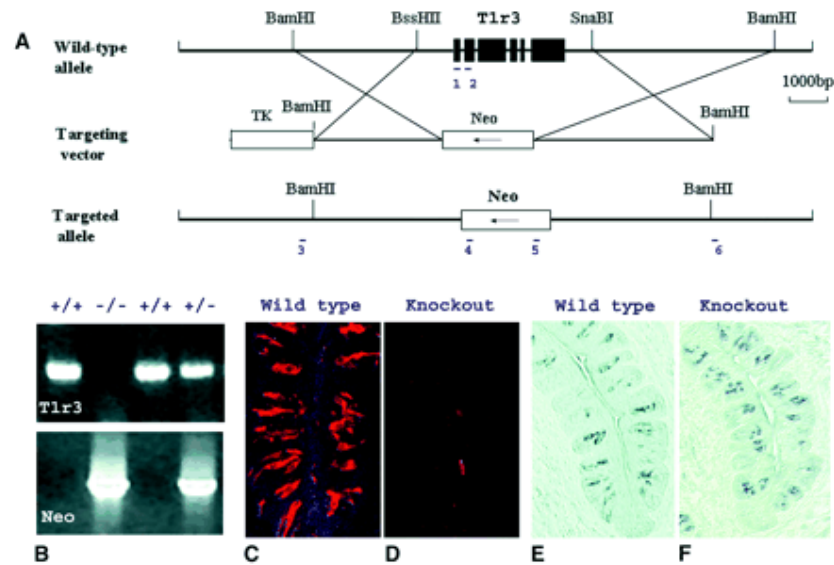 A
BamHI BssHII T1r3 SnaBI BamHI
Wild-type
allele
1 2
1000bp
TK BamHI Neo BamHI
Targeting
vector
BamHI Neo BamHI
Targeted
allele
3 4 5 6
+/+ -/- +/+ +/-
Wild type Knockout Wild type Knockout
T1r3
Neo
B C D E F